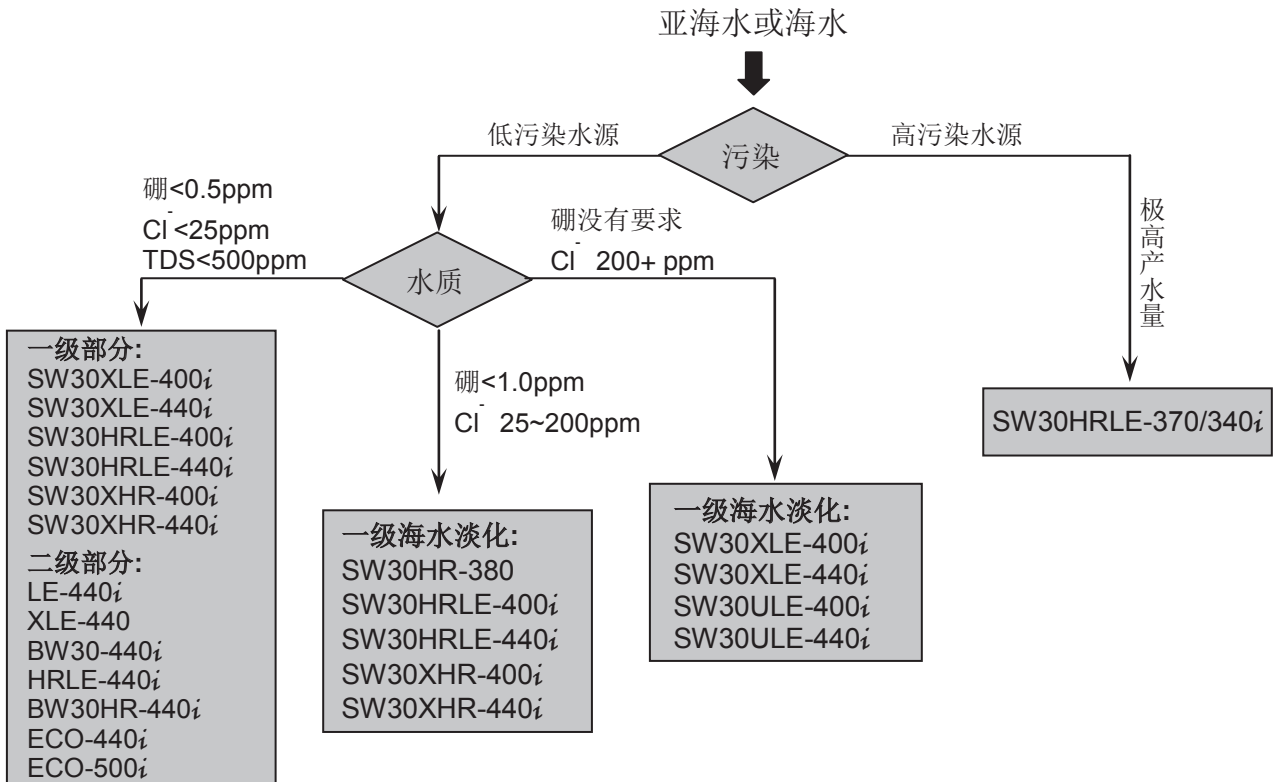 亚海水或海水
低污染水源
污染
高污染水源
硼<0.5ppm
Cl⁻<25ppm
TDS<500ppm
水质
硼没有要求
Cl⁻ 200+ ppm
极高产水量
硼<1.0ppm
Cl⁻ 25~200ppm
一级部分:
SW30XLE-400i
SW30XLE-440i
SW30HRLE-400i
SW30HRLE-440i
SW30XHR-400i
SW30XHR-440i
二级部分:
LE-440i
XLE-440
BW30-440i
HRLE-440i
BW30HR-440i
ECO-440i
ECO-500i
一级海水淡化:
SW30HR-380
SW30HRLE-400i
SW30HRLE-440i
SW30XHR-400i
SW30XHR-440i
一级海水淡化:
SW30XLE-400i
SW30XLE-440i
SW30ULE-400i
SW30ULE-440i
SW30HRLE-370/340i